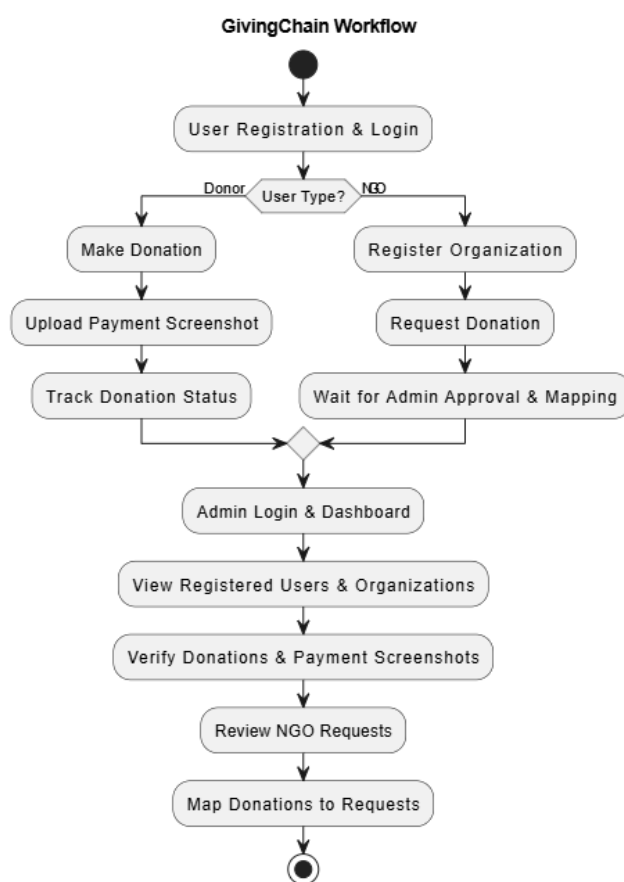 GivingChain Workflow
User Registration & Login
User Type?
Donor
NGO
Make Donation
Upload Payment Screenshot
Track Donation Status
Register Organization
Request Donation
Wait for Admin Approval & Mapping
Admin Login & Dashboard
View Registered Users & Organizations
Verify Donations & Payment Screenshots
Review NGO Requests
Map Donations to Requests